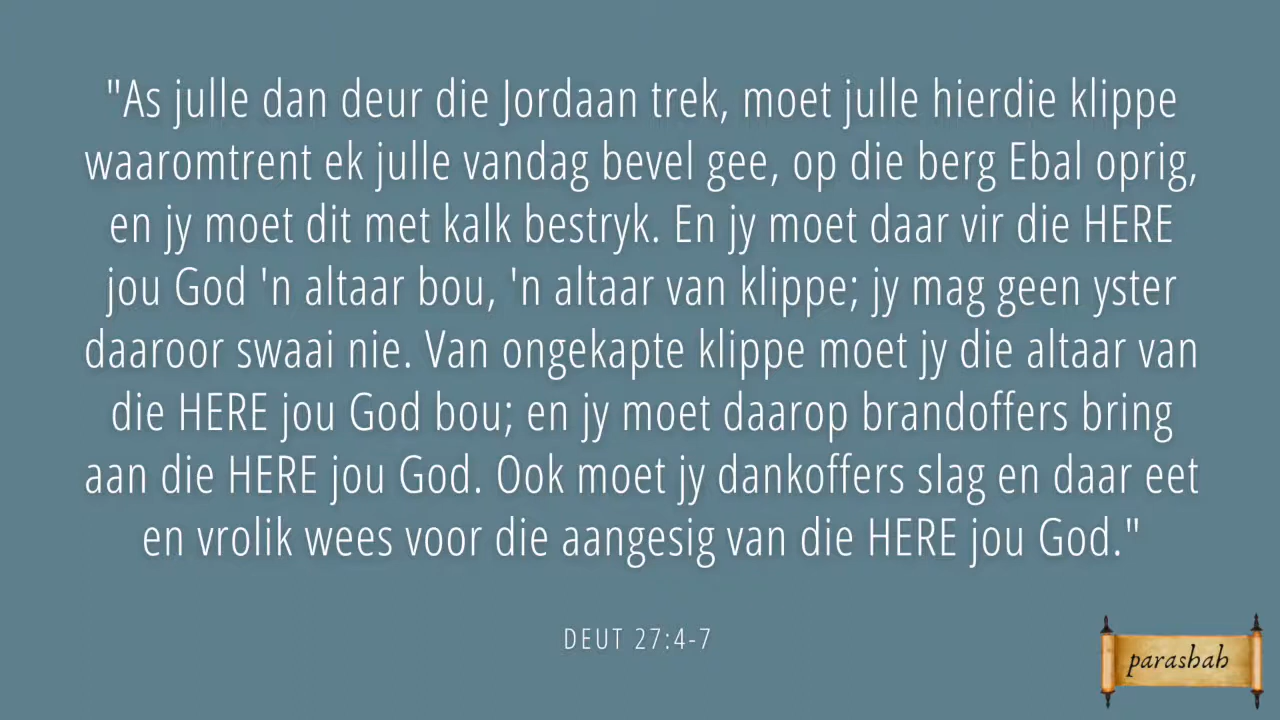 "As julle dan deur die Jordaan trek, moet julle hierdie klippe
waaromtrent ek julle vandag bevel gee, op die berg Ebal oprig,
en jy moet dit met kalk bestryk. En jy moet daar vir die HERE
jou God 'n altaar bou, 'n altaar van klippe; jy mag geen yster
daaroor swaai nie. Van ongekapte klippe moet jy die altaar van
die HERE jou God bou; en jy moet daarop brandoffers bring
aan die HERE jou God. Ook moet jy dankoffers slag en daar eet
en vrolik wees voor die aangesig van die HERE jou God."
DEUT 27:4-7
parashah